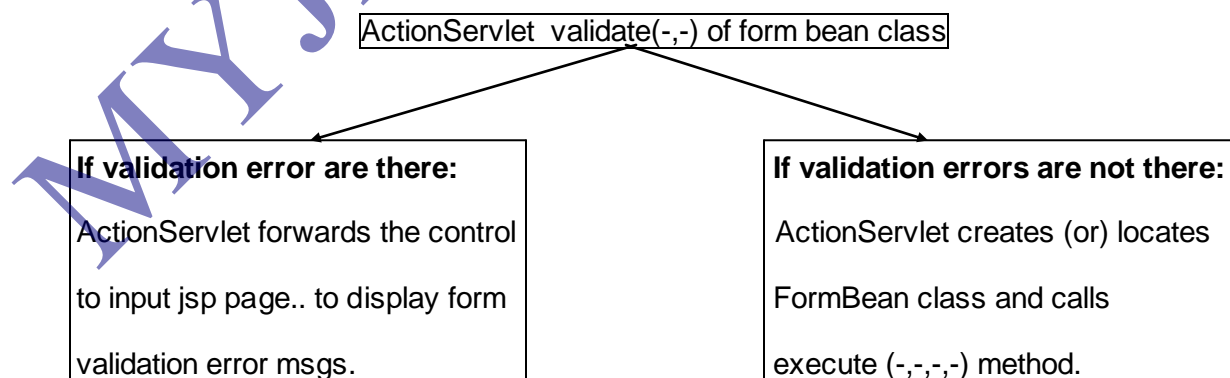 ActionServlet validate(-,-) of form bean class
If validation error are there:
ActionServlet forwards the control
to input jsp page.. to display form
validation error msgs.
If validation errors are not there:
ActionServlet creates (or) locates
FormBean class and calls
execute (-,-,-,-) method.